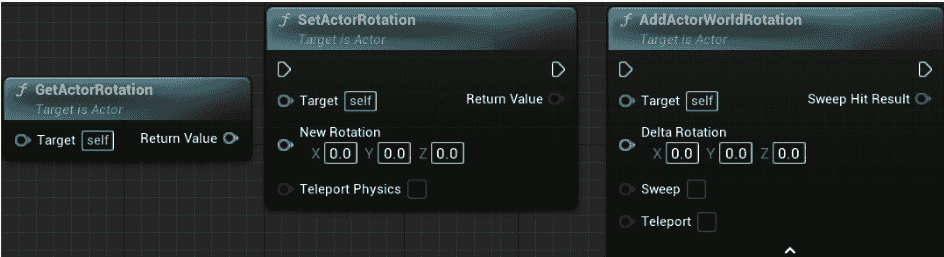 f GetActorRotation
Target is Actor
Target self Return Value
f SetActorRotation
Target is Actor
Target self Return Value
New Rotation
X 0.0 Y 0.0 Z 0.0
Teleport Physics
f AddActorWorldRotation
Target is Actor
Target self Sweep Hit Result
Delta Rotation
X 0.0 Y 0.0 Z 0.0
Sweep
Teleport